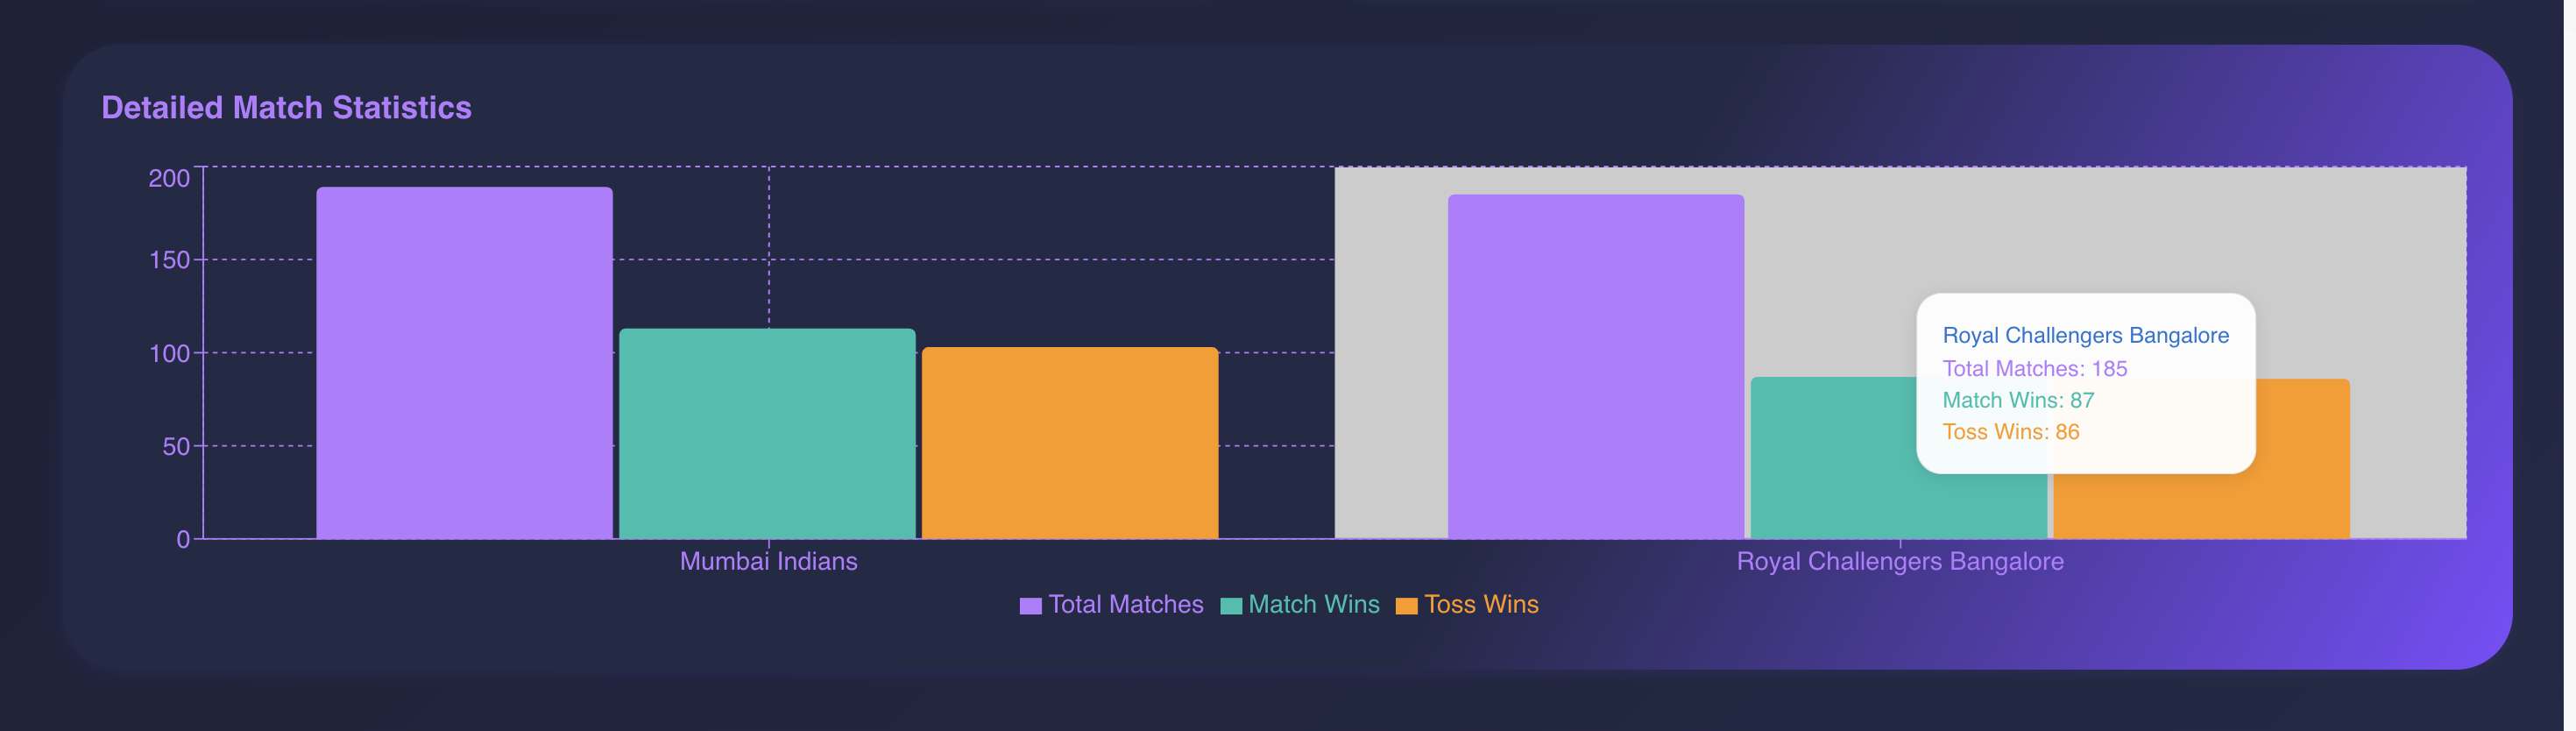 Detailed Match Statistics
200
150
100
50
0
Royal Challengers Bangalore
Total Matches: 185
Match Wins: 87
Toss Wins: 86
Mumbai Indians
Royal Challengers Bangalore
Total Matches Match Wins Toss Wins